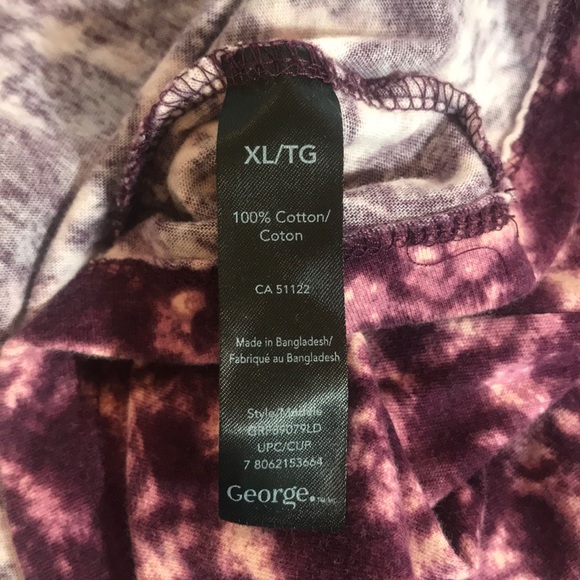 XL/TG
100% Cotton/
Coton
CA 51122
Made in Bangladesh/
Fabriqué au Bangladesh
Style/Modèle
GRP89079LD
UPC/CUP
7 8062153664
George.